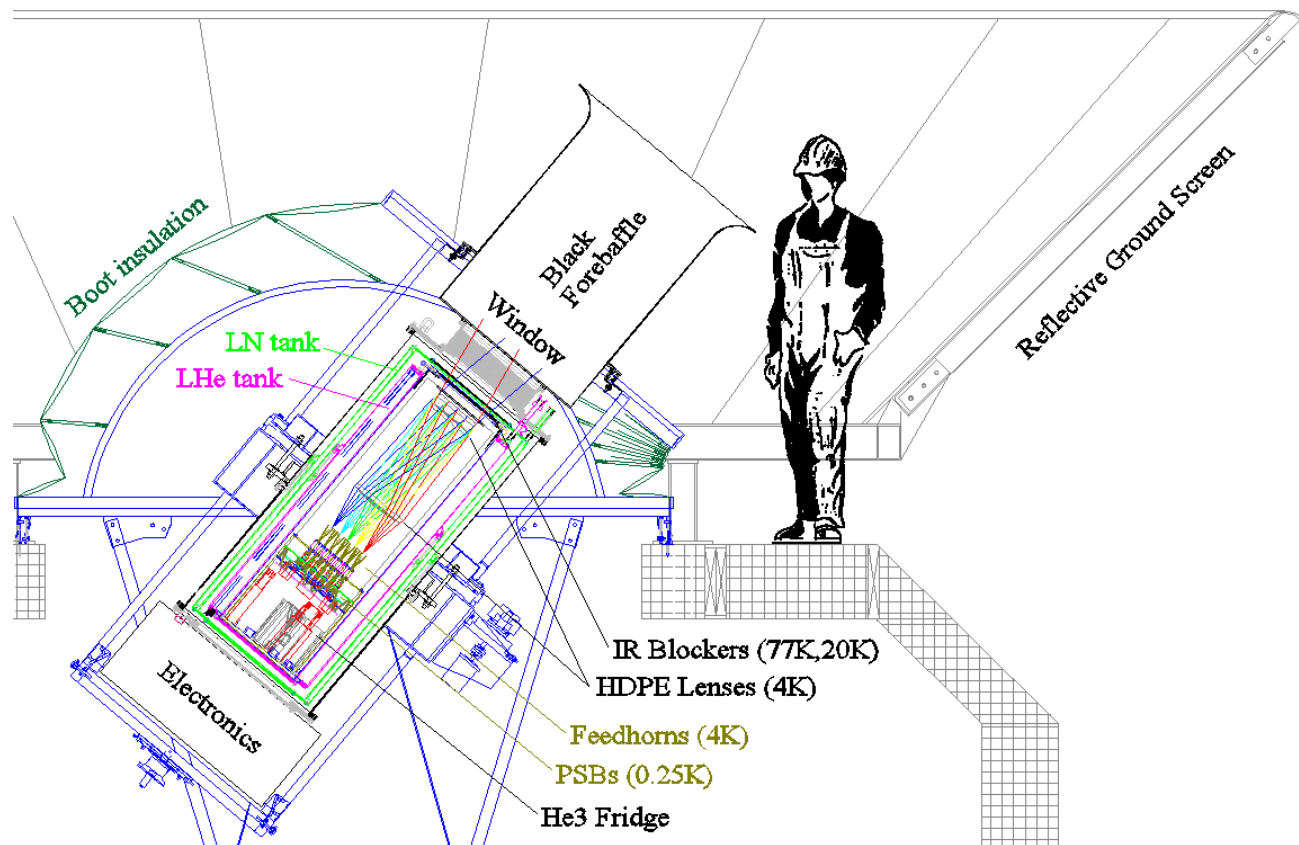 Boot insulation
Black
Forebaffle
Window
Reflective Ground Screen
LN tank
LHe tank
IR Blockers (77K,20K)
HDPE Lenses (4K)
Feedhorns (4K)
PSBs (0.25K)
He3 Fridge
Electronics